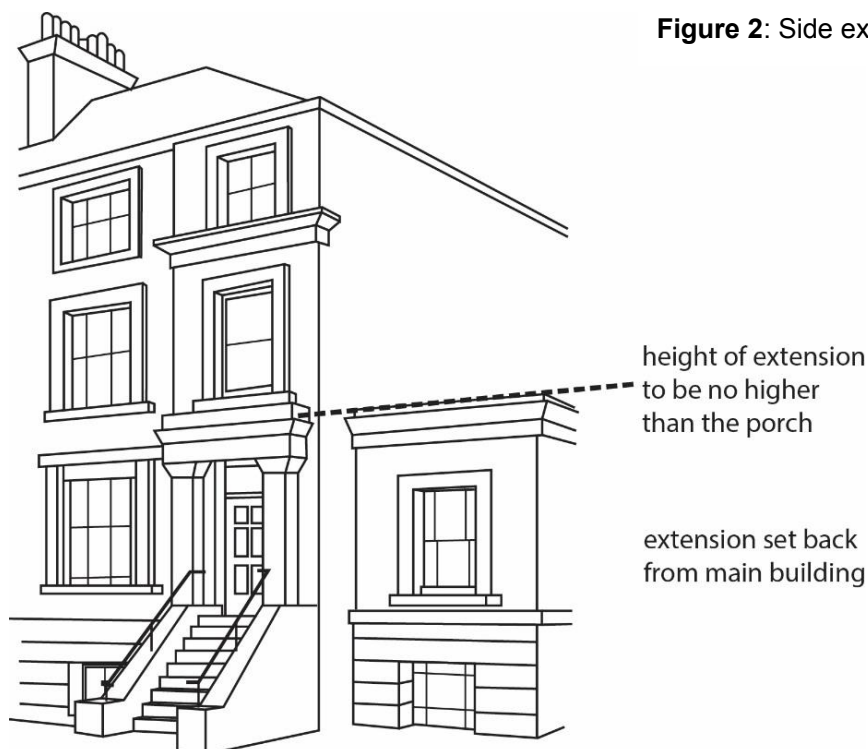 Figure 2: Side ex
height of extension
to be no higher
than the porch
extension set back
from main building